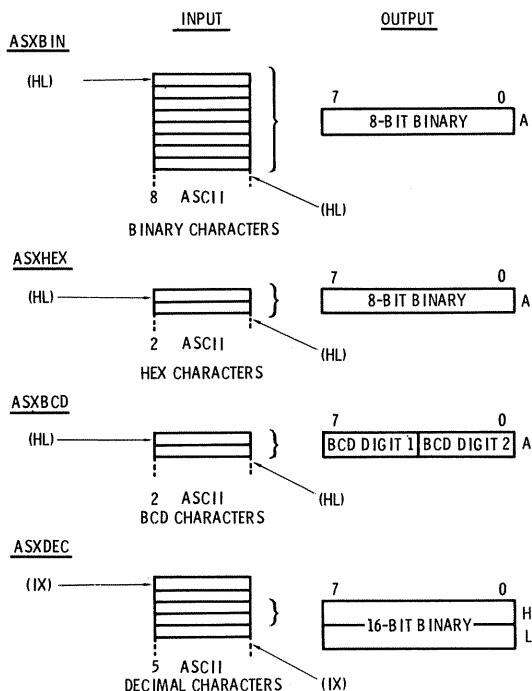 INPUT OUTPUT
ASXBIN
(HL)
7 0
8-BIT BINARY A
(HL)
8 ASCII
BINARY CHARACTERS
ASXHEX
(HL)
7 0
8-BIT BINARY A
(HL)
2 ASCII
HEX CHARACTERS
ASXBCD
(HL)
7 0
BCD DIGIT 1 BCD DIGIT 2 A
(HL)
2 ASCII
BCD CHARACTERS
ASXDEC
(IX)
7 0
H
16-BIT BINARY
L
(IX)
5 ASCII
DECIMAL CHARACTERS